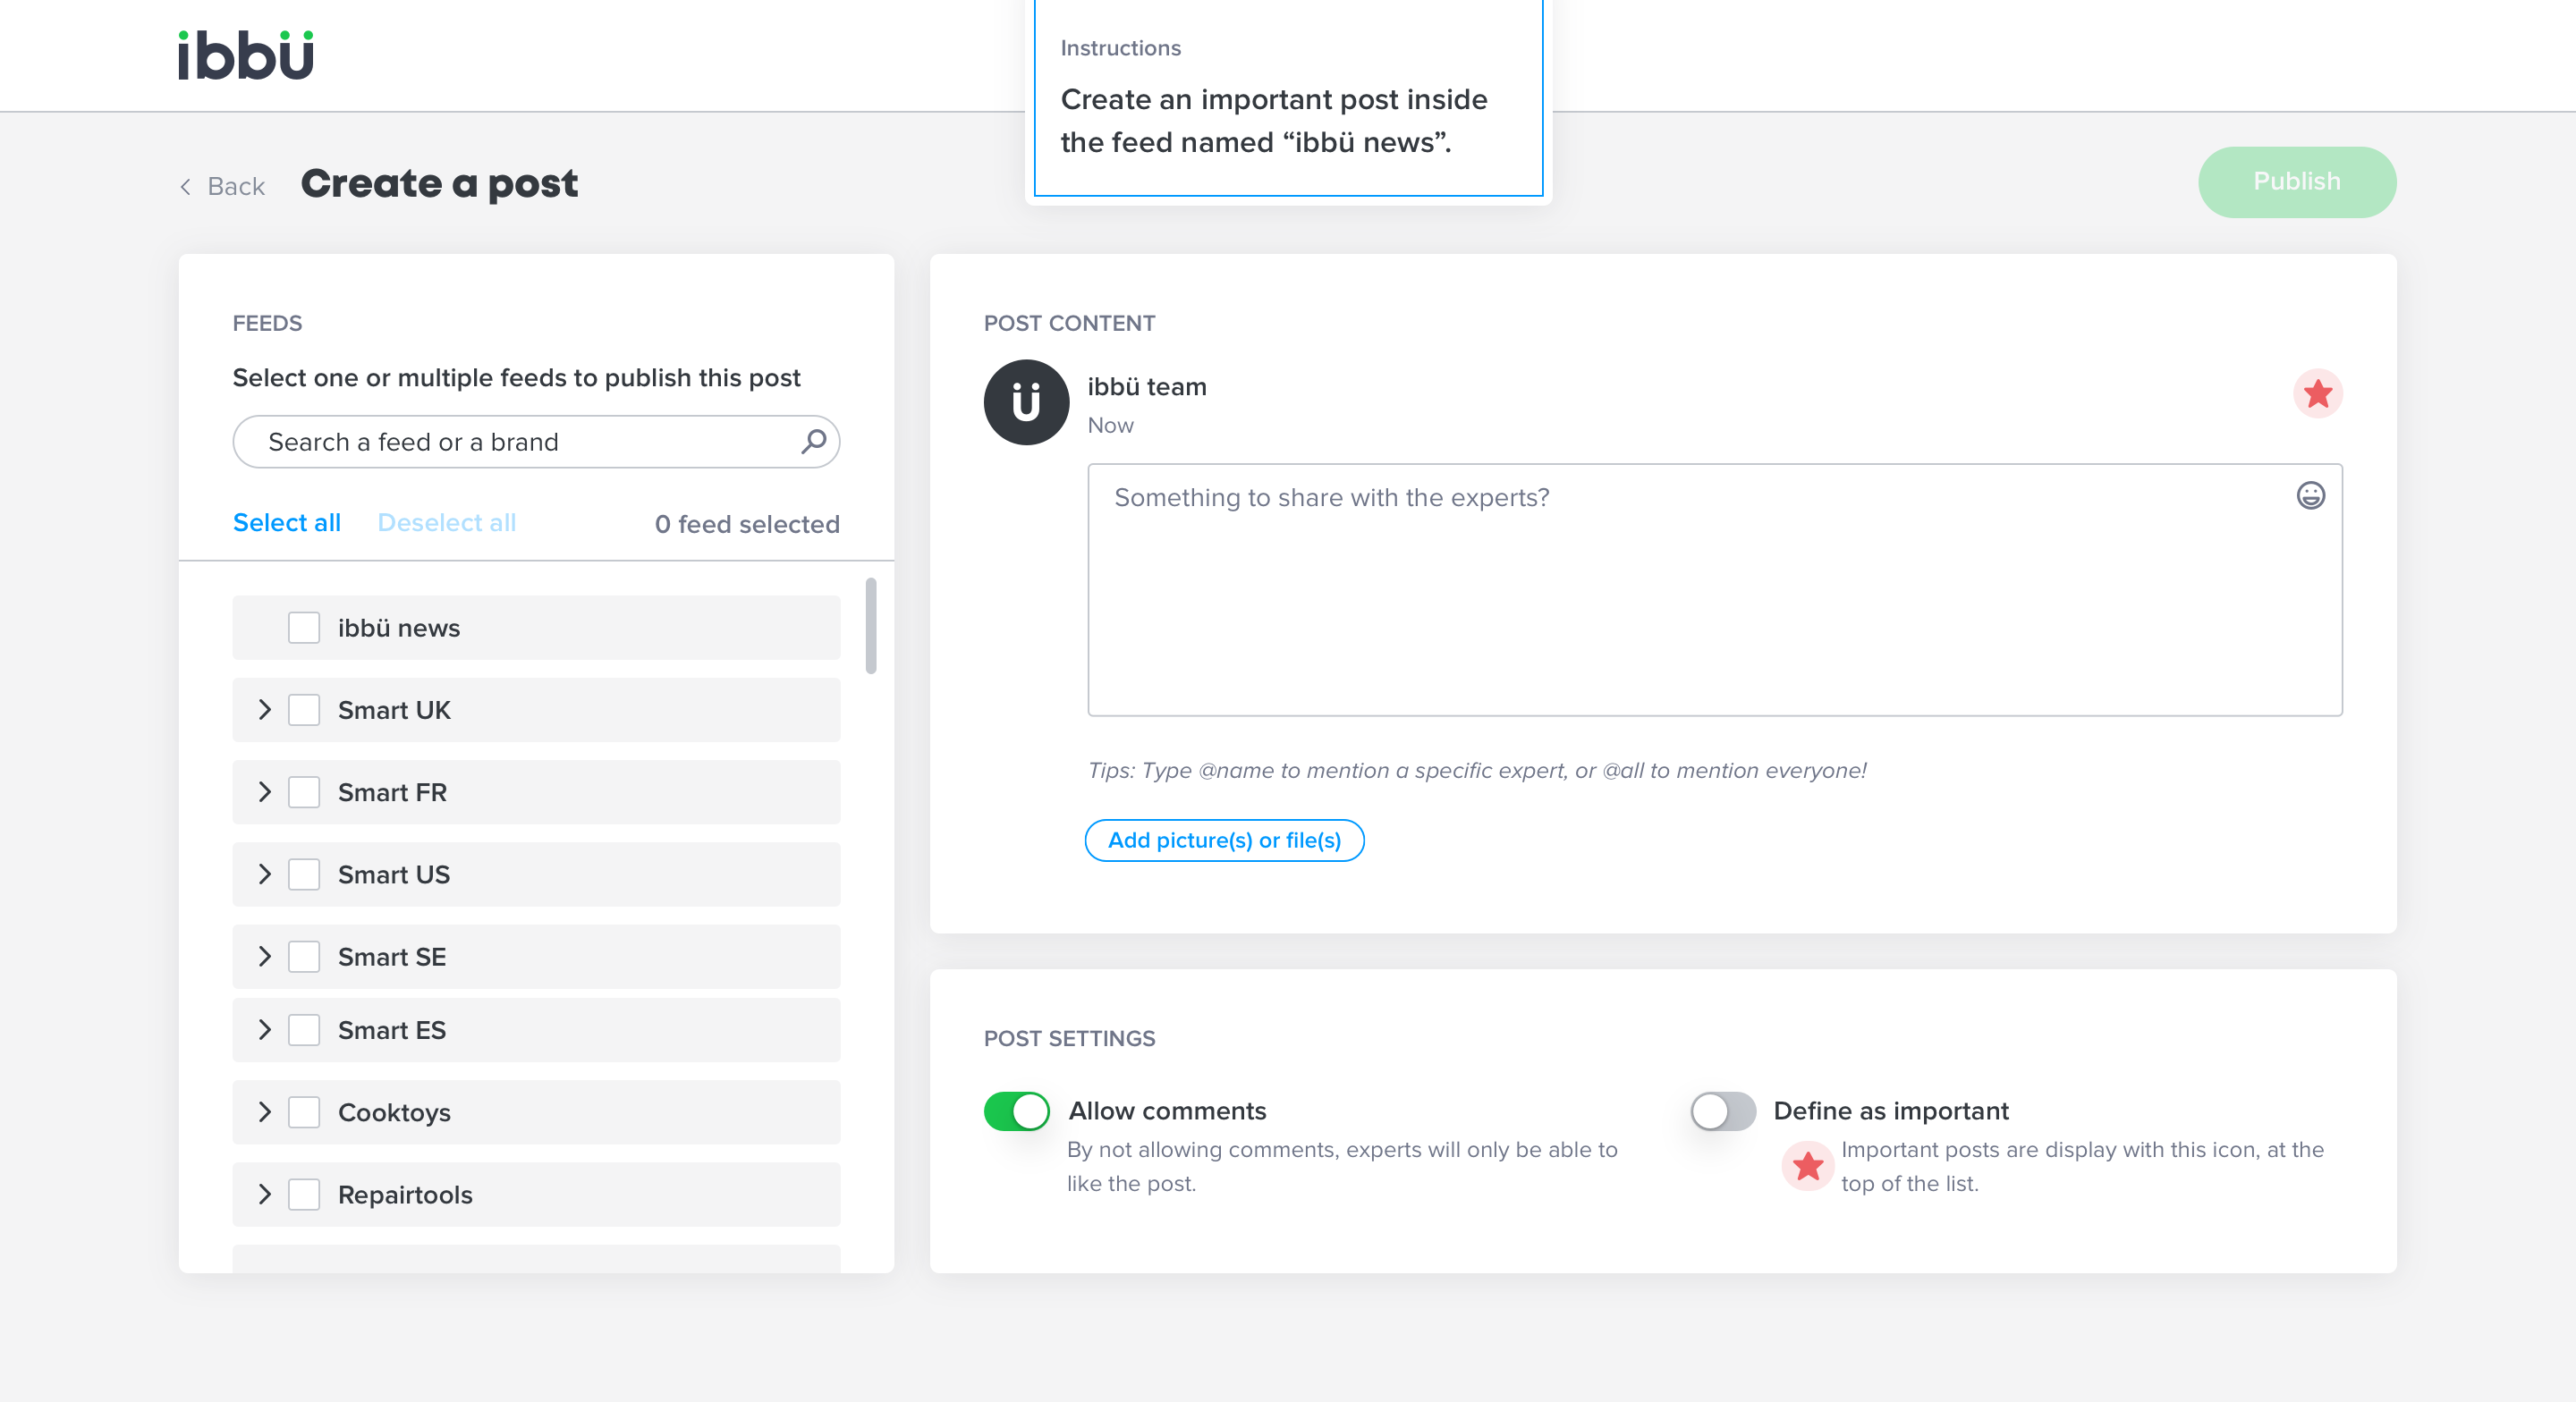 ibbü
Instructions
Create an important post inside
the feed named “ibbü news”.
Back
Create a post
Publish
FEEDS
Select one or multiple feeds to publish this post
Search a feed or a brand
Select all
Deselect all
0 feed selected
ibbü news
Smart UK
Smart FR
Smart US
Smart SE
Smart ES
Cooktoys
Repairtools
POST CONTENT
Ü
ibbü team
Now
Something to share with the experts?
Tips: Type @name to mention a specific expert, or @all to mention everyone!
Add picture(s) or file(s)
POST SETTINGS
Allow comments
By not allowing comments, experts will only be able to
like the post.
Define as important
Important posts are display with this icon, at the
top of the list.